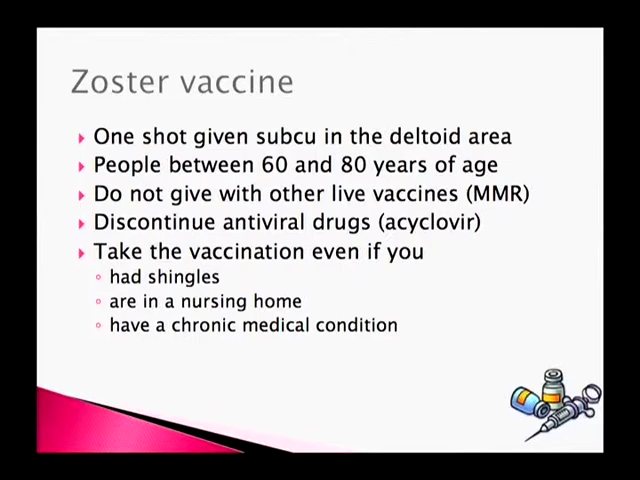 Zoster vaccine
One shot given subcu in the deltoid area
People between 60 and 80 years of age
Do not give with other live vaccines (MMR)
Discontinue antiviral drugs (acyclovir)
Take the vaccination even if you
had shingles
are in a nursing home
have a chronic medical condition